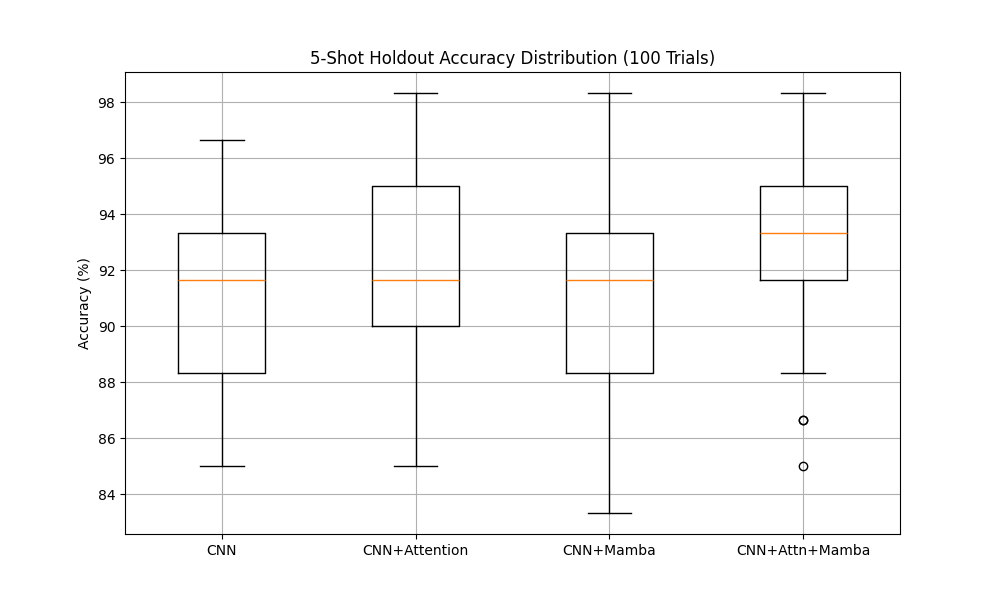 5-Shot Holdout Accuracy Distribution (100 Trials)
Accuracy (%)
98
96
94
92
90
88
86
84
CNN
CNN+Attention
CNN+Mamba
CNN+Attn+Mamba